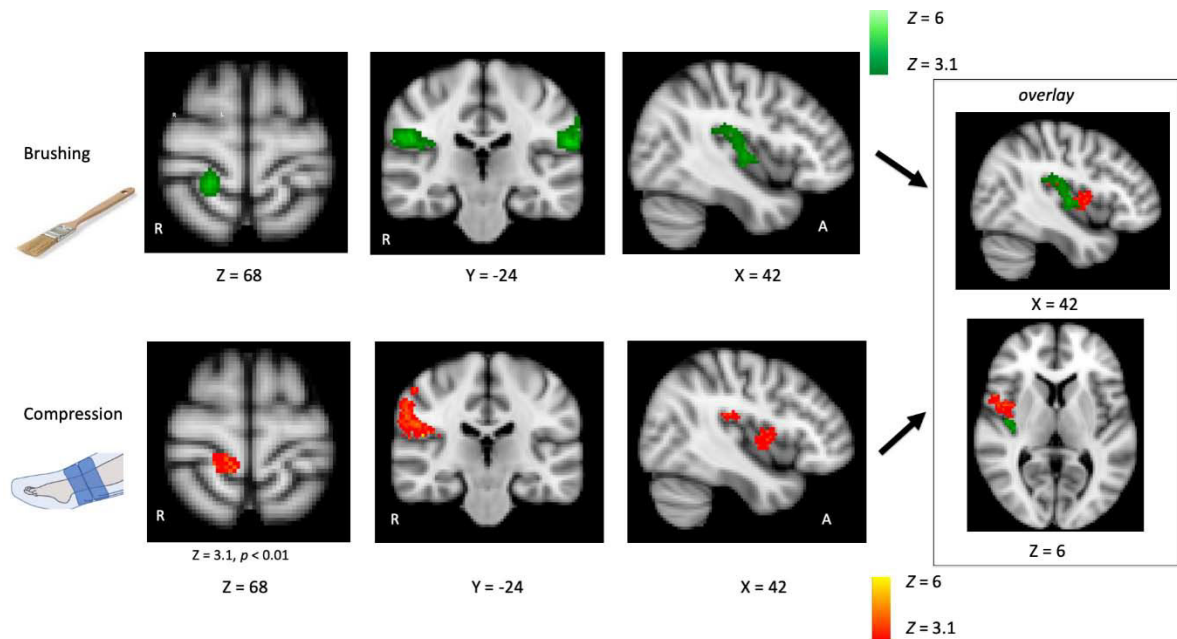 Z = 6
Z = 3.1
overlay
Brushing
R
L
R
R
A
Z = 68
Y = -24
X = 42
X = 42
Compression
R
R
A
Z = 3.1, p < 0.01
Z = 68
Y = -24
X = 42
Z = 6
Z = 6
Z = 3.1